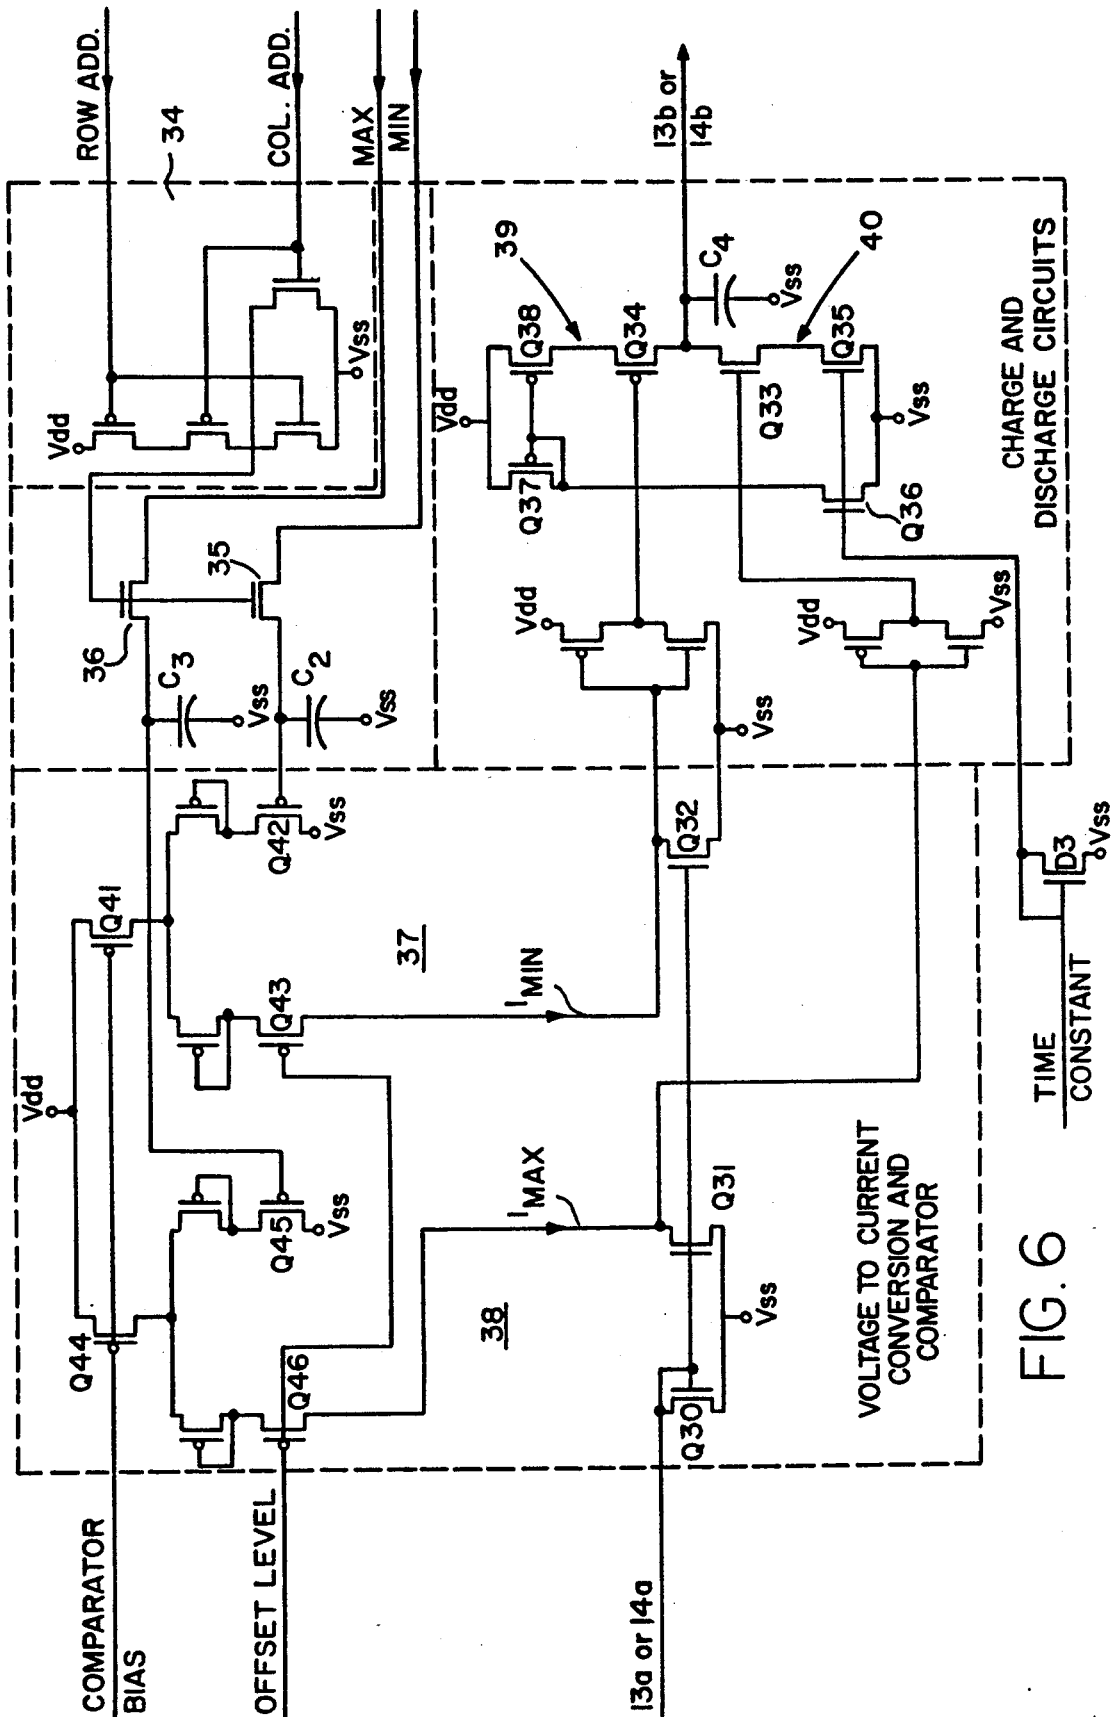 ROW ADD.
COL. ADD.
MAX
MIN
34
Vdd
Vss
36
35
C3
Vss
C2
Vss
13b or
14b
39
40
Vdd
Q38
Q37
Q34
C4
Vss
Q33
Q35
Q36
Vss
Vdd
Vss
Vdd
Vss
CHARGE AND
DISCHARGE CIRCUITS
Vdd
Q41
Q42
Vss
Q43
37
IMIN
Q32
Q44
Q45
Vss
Q46
38
IMAX
Q31
Q30
Vss
VOLTAGE TO CURRENT
CONVERSION AND
COMPARATOR
COMPARATOR
BIAS
OFFSET LEVEL
13a or 14a
TIME
CONSTANT
D3
Vss
FIG. 6